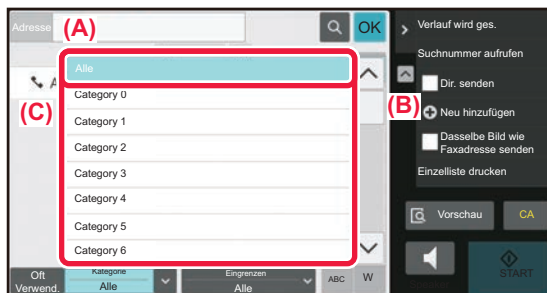 Adresse
(A)
OK
Alle
A
(C)
Category 0
Category 1
Category 2
Category 3
Category 4
Category 5
Category 6
Oft
Verwend.
Kategorie
Alle
Eingrenzen
Alle
ABC
W
Verlauf wird ges.
Suchnummer aufrufen
Dir. senden
(B)
Neu hinzufügen
Dasselbe Bild wie
Faxadresse senden
Einzelliste drucken
Vorschau
CA
START